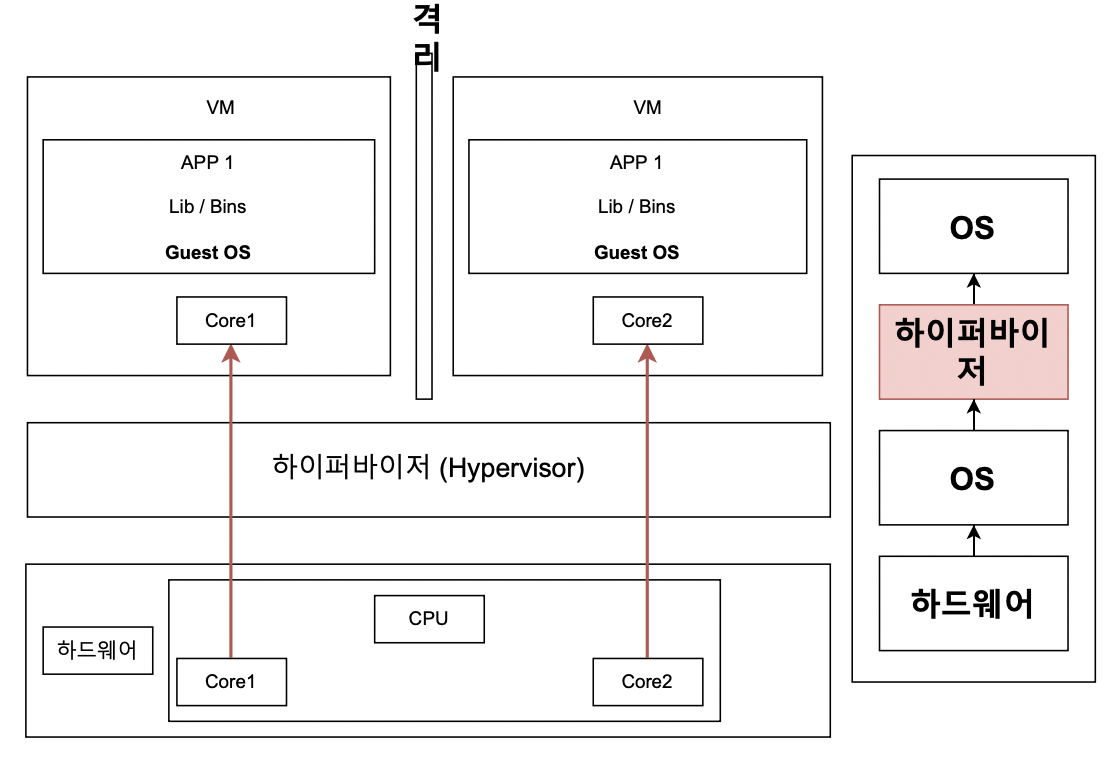 격
리
VM
APP 1
Lib / Bins
Guest OS
Core1
VM
APP 1
Lib / Bins
Guest OS
Core2
하이퍼바이저 (Hypervisor)
하드웨어
CPU
Core1
Core2
OS
하이퍼바이
저
OS
하드웨어